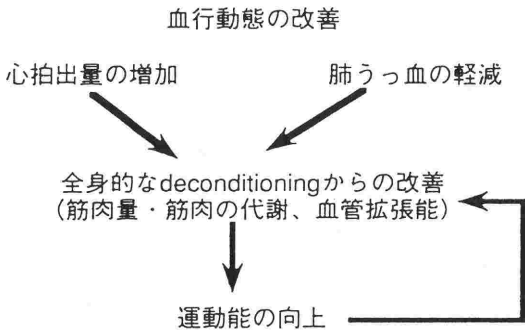 血行動態の改善
心拍出量の増加
肺うっ血の軽減
全身的なdeconditioningからの改善
(筋肉量・筋肉の代謝、血管拡張能)
運動能の向上